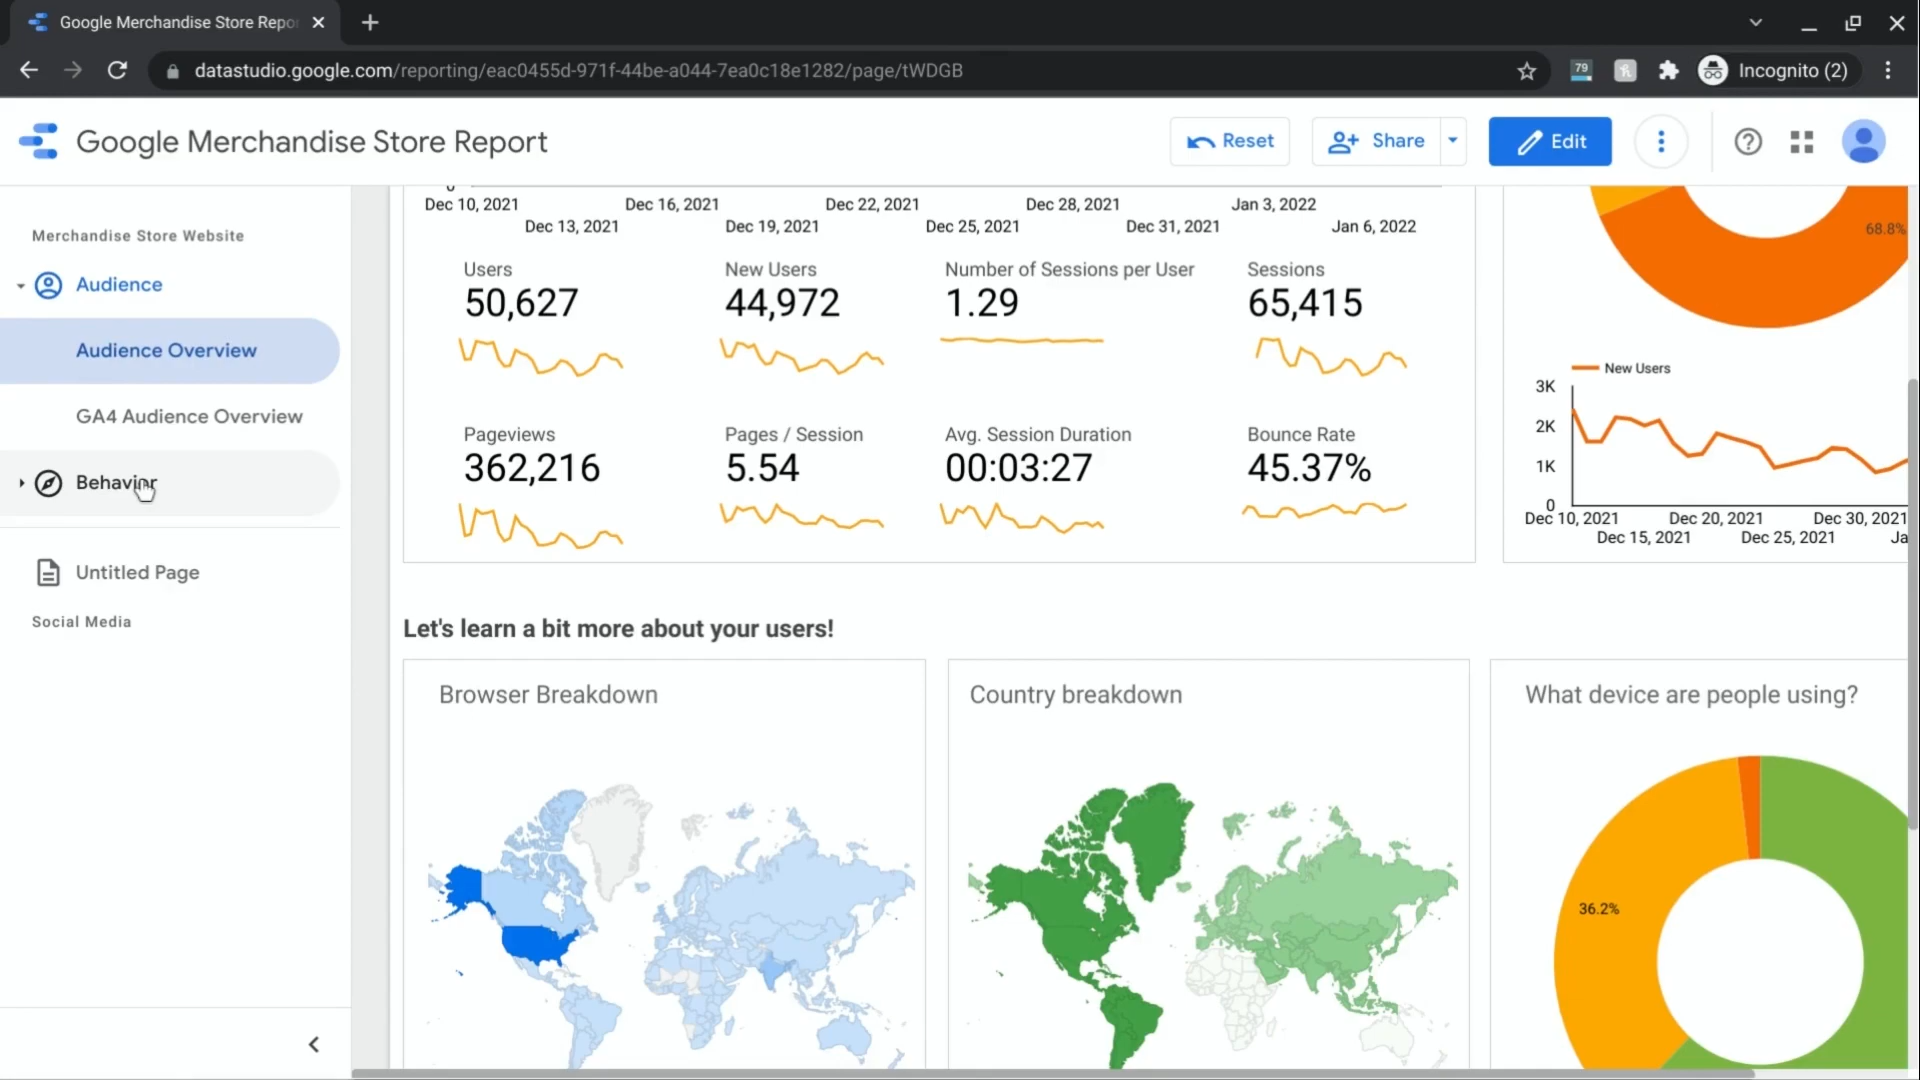 Google Merchandise Store Repo
datastudio.google.com/reporting/eac0455d-971f-44be-a044-7ea0c18e1282/page/tWDGB
79
Incognito (2)
Google Merchandise Store Report
Reset
Share
Edit
Merchandise Store Website
Audience
Audience Overview
GA4 Audience Overview
Behavior
Untitled Page
Social Media
0
Dec 10, 2021
Dec 16, 2021
Dec 22, 2021
Dec 28, 2021
Jan 3, 2022
Dec 13, 2021
Dec 19, 2021
Dec 25, 2021
Dec 31, 2021
Jan 6, 2022
Users
50,627
New Users
44,972
Number of Sessions per User
1.29
Sessions
65,415
Pageviews
362,216
Pages / Session
5.54
Avg. Session Duration
00:03:27
Bounce Rate
45.37%
68.8%
New Users
3K
2K
1K
0
Dec 10, 2021
Dec 20, 2021
Dec 30, 2021
Dec 15, 2021
Dec 25, 2021
Ja
Let's learn a bit more about your users!
Browser Breakdown
Country breakdown
What device are people using?
36.2%